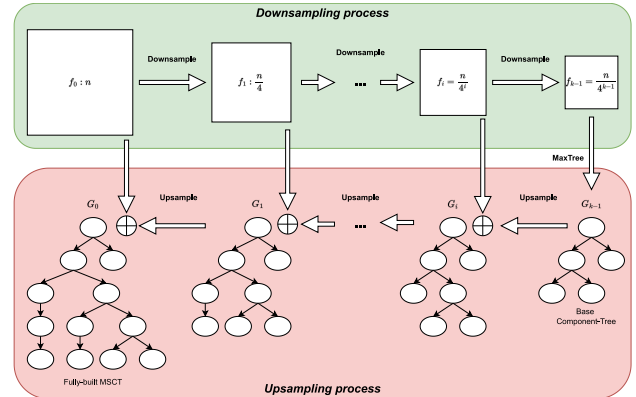 Downsampling process
Downsample
Downsample
Downsample
f₀ : n
f₁ : n/4
...
fᵢ = n/4ⁱ
fₖ₋₁ = n/4ᵏ⁻¹
MaxTree
Upsample
Upsample
Upsample
G₀
G₁
...
Gᵢ
Gₖ₋₁
Base
Component-Tree
Fully-built MSCT
Upsampling process